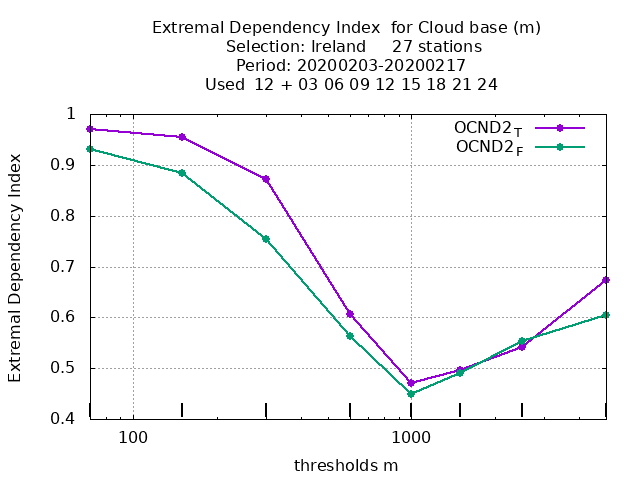 Extremal Dependency Index  for Cloud base (m)
Selection: Ireland     27 stations
Period: 20200203-20200217
Used  12 + 03 06 09 12 15 18 21 24
OCND2T
OCND2F
Extremal Dependency Index
1
0.9
0.8
0.7
0.6
0.5
0.4
100 1000
thresholds m